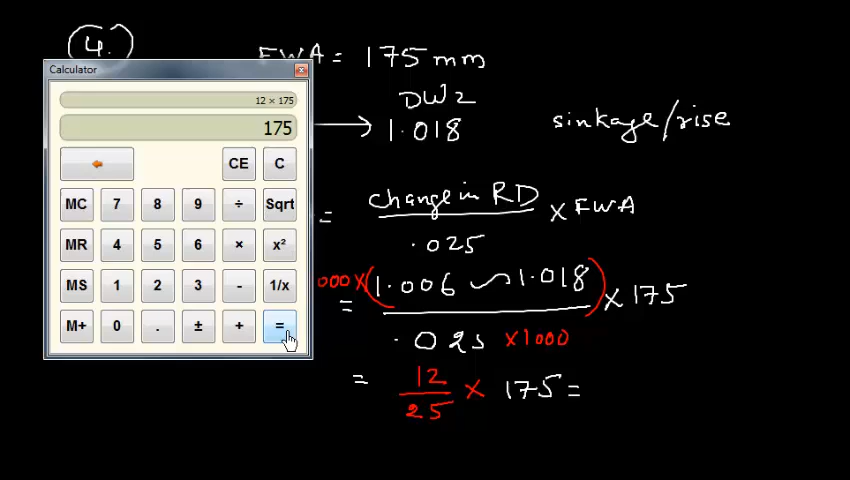 4.
FWA = 175 mm
Calculator
12 × 175
175
DW2
1.018
sinkage/rise
CE C
MC 7 8 9 ÷ Sqrt
MR 4 5 6 × x²
MS 1 2 3 - 1/x
M+ 0 . ± + =
= change in RD × FWA
.025
000 × ( 1.006 ~ 1.018 ) × 175
=
.025 × 1000
= 12 × 175 =
25